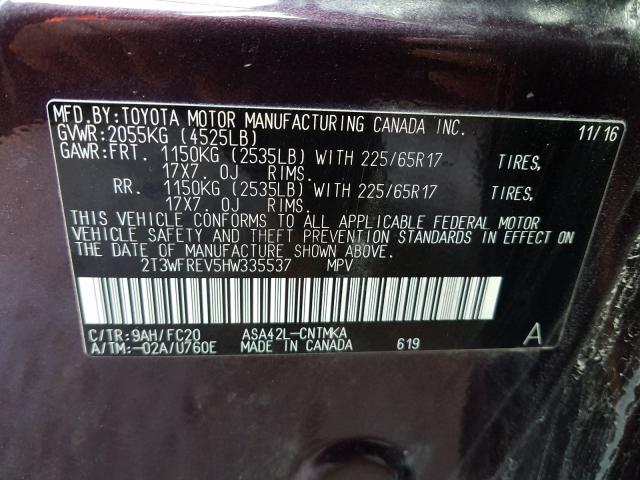 MFD.BY:TOYOTA MOTOR MANUFACTURING CANADA INC. 11/16
GVWR:2055KG (4525LB)
GAWR:FRT. 1150KG (2535LB) WITH 225/65R17 TIRES,
17X7. 0J RIMS.
RR. 1150KG (2535LB) WITH 225/65R17 TIRES,
17X7. 0J RIMS.
THIS VEHICLE CONFORMS TO ALL APPLICABLE FEDERAL MOTOR
VEHICLE SAFETY AND THEFT PREVENTION STANDARDS IN EFFECT ON
THE DATE OF MANUFACTURE SHOWN ABOVE.
2T3WFREV5HW335537 MPV
C/TR:9AH/FC20 ASA42L-CNTMKA
A/TM:-02A/U760E MADE IN CANADA 619 A